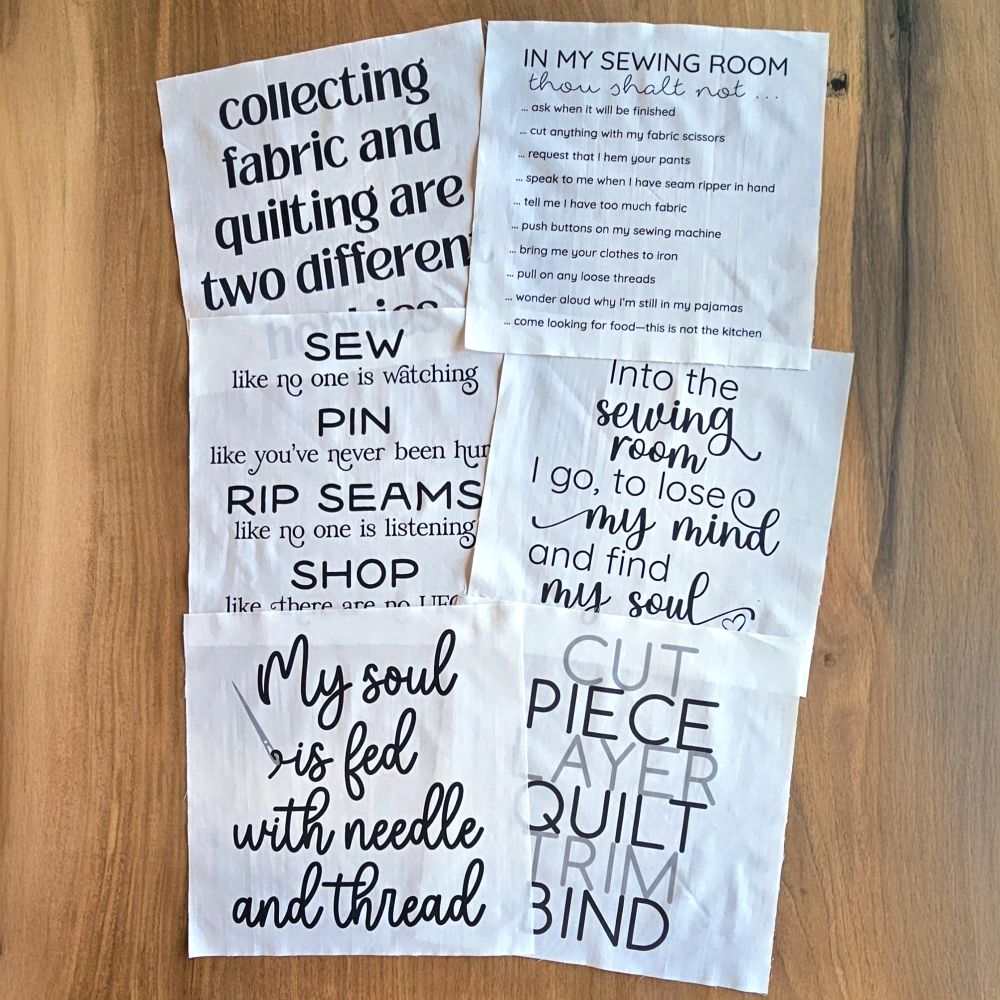 collecting
fabric and
quilting are
two differen
hobbies
IN MY SEWING ROOM
thou shalt not ...
... ask when it will be finished
... cut anything with my fabric scissors
... request that I hem your pants
... speak to me when I have seam ripper in hand
... tell me I have too much fabric
... push buttons on my sewing machine
... bring me your clothes to iron
... pull on any loose threads
... wonder aloud why I'm still in my pajamas
... come looking for food—this is not the kitchen
SEW
like no one is watching
PIN
like you've never been hur
RIP SEAMS
like no one is listening
SHOP
like there are no UFO
Into the
sewing
room
I go, to lose
my mind
and find
my soul
My soul
is fed
with needle
and thread
CUT
PIECE
LAYER
QUILT
TRIM
BIND